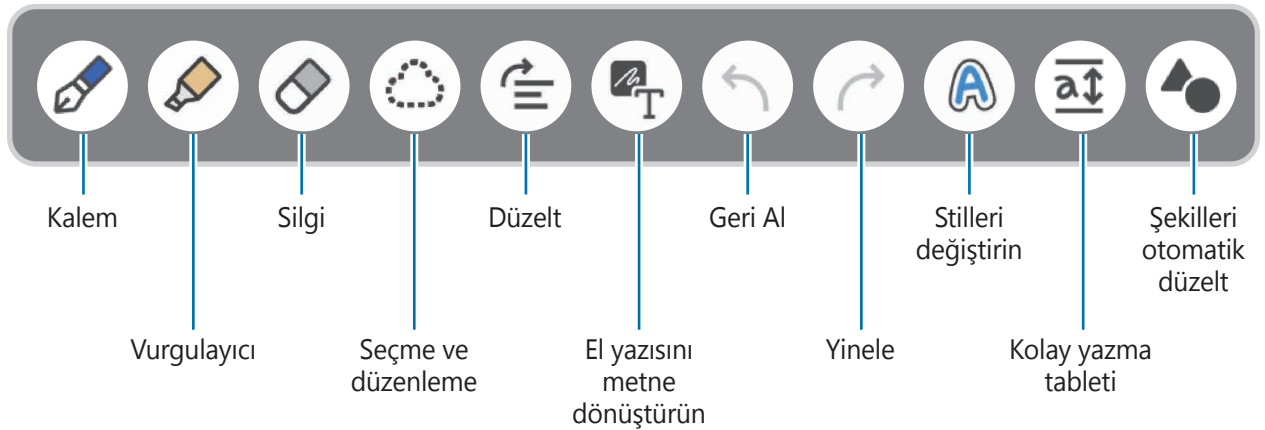 Kalem
Silgi
Düzelt
Geri Al
Stilleri
değiştirin
Şekilleri
otomatik
düzelt
Vurgulayıcı
Seçme ve
düzenleme
El yazısını
metne
dönüştürün
Yinele
Kolay yazma
tableti